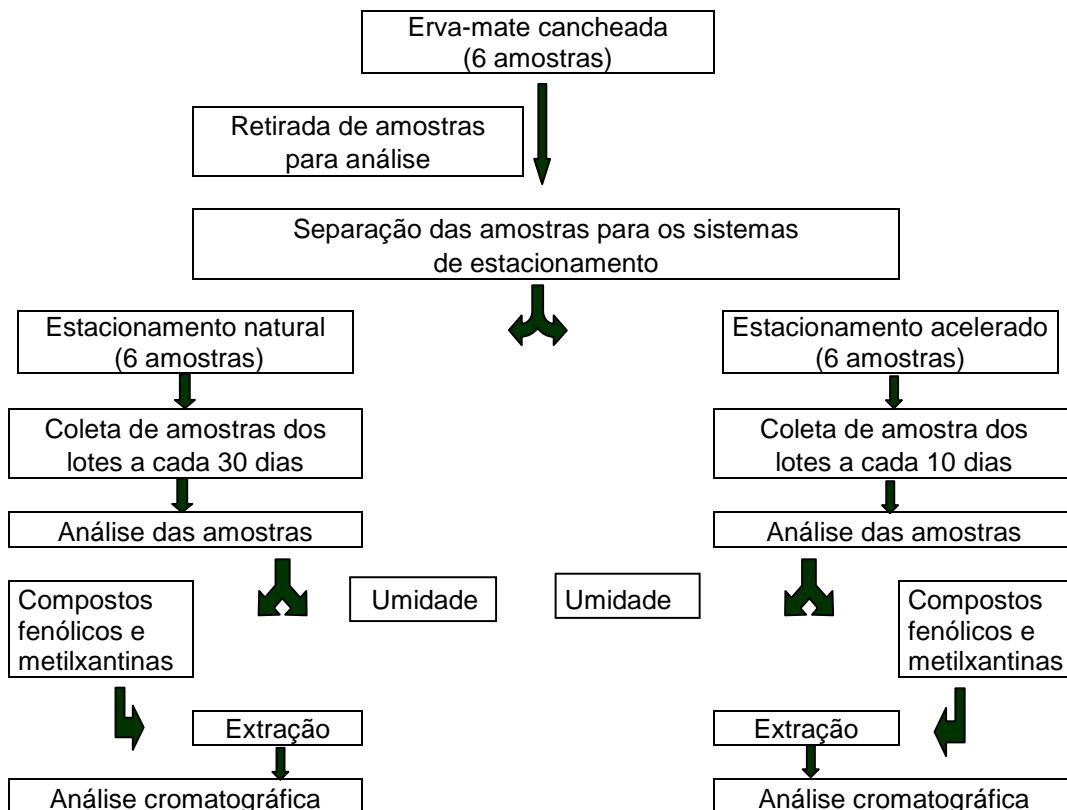 Erva-mate cancheada
(6 amostras)
Retirada de amostras
para análise
Separação das amostras para os sistemas
de estacionamento
Estacionamento natural
(6 amostras)
Estacionamento acelerado
(6 amostras)
Coleta de amostras dos
lotes a cada 30 dias
Coleta de amostra dos
lotes a cada 10 dias
Análise das amostras
Análise das amostras
Compostos
fenólicos e
metilxantinas
Umidade
Umidade
Compostos
fenólicos e
metilxantinas
Extração
Extração
Análise cromatográfica
Análise cromatográfica